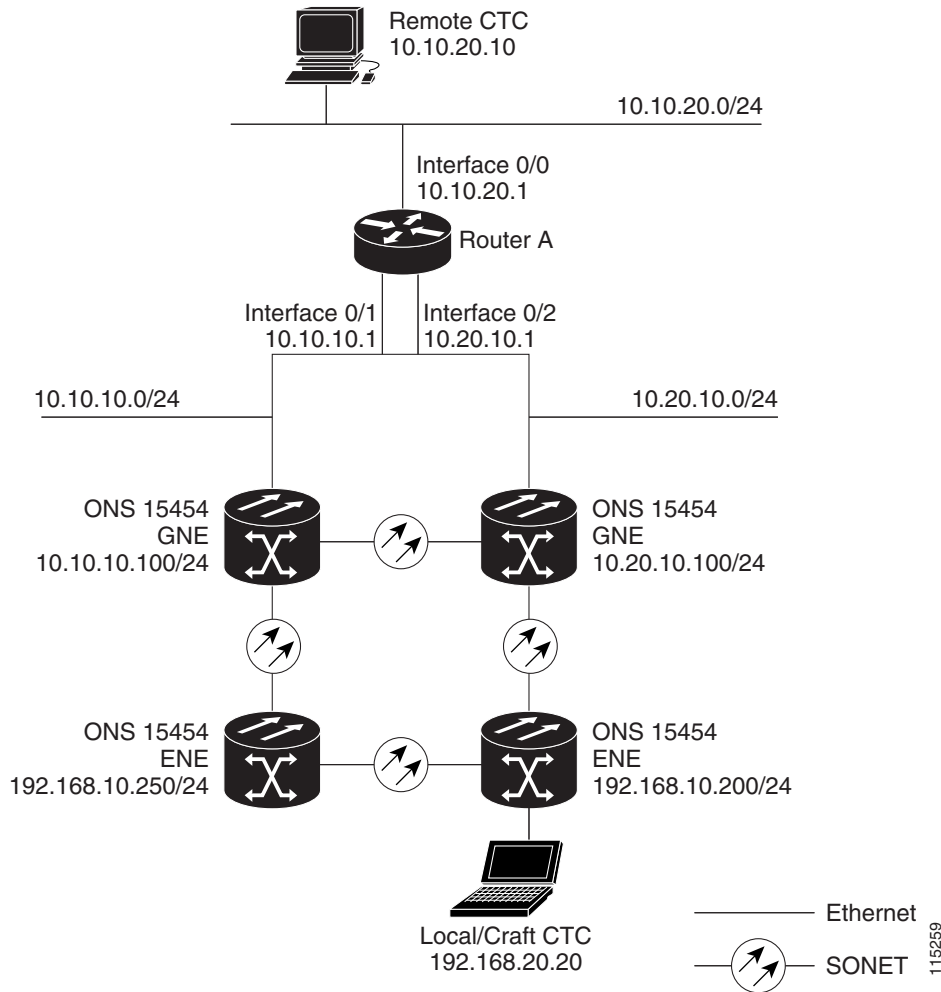 Remote CTC
10.10.20.10
10.10.20.0/24
Interface 0/0
10.10.20.1
Router A
Interface 0/1
10.10.10.1
Interface 0/2
10.20.10.1
10.10.10.0/24
10.20.10.0/24
ONS 15454
GNE
10.10.10.100/24
ONS 15454
GNE
10.20.10.100/24
ONS 15454
ENE
192.168.10.250/24
ONS 15454
ENE
192.168.10.200/24
Local/Craft CTC
192.168.20.20
Ethernet
SONET
115259